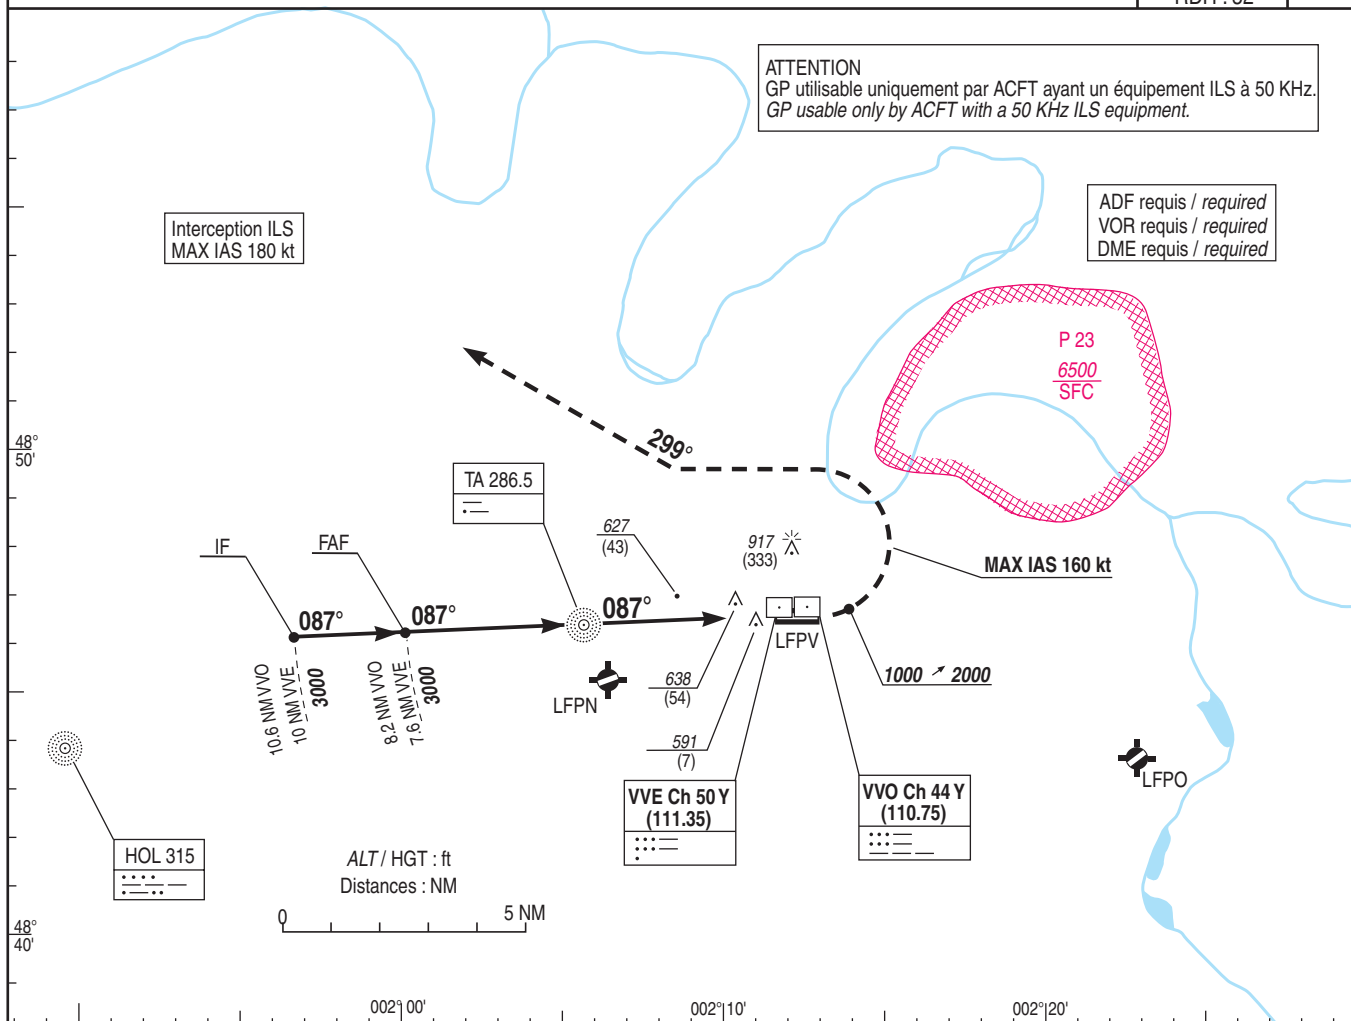 ATTENTION
GP utilisable uniquement par ACFT ayant un équipement ILS à 50 KHz.
GP usable only by ACFT with a 50 KHz ILS equipment.
ADF requis / required
VOR requis / required
DME requis / required
Interception ILS
MAX IAS 180 kt
P 23
6500
SFC
299°
48°
50'
TA 286.5
627
(43)
917
(333)
IF
FAF
MAX IAS 160 kt
087°
087°
087°
LFPV
10.6 NM VVO
10 NM VVE
3000
8.2 NM VVO
7.6 NM VVE
3000
638
(54)
1000 2000
LFPN
591
(7)
LFPO
VVE Ch 50 Y
(111.35)
VVO Ch 44 Y
(110.75)
HOL 315
ALT / HGT : ft
Distances : NM
0
5 NM
48°
40'
002° 00'
002° 10'
002° 20'